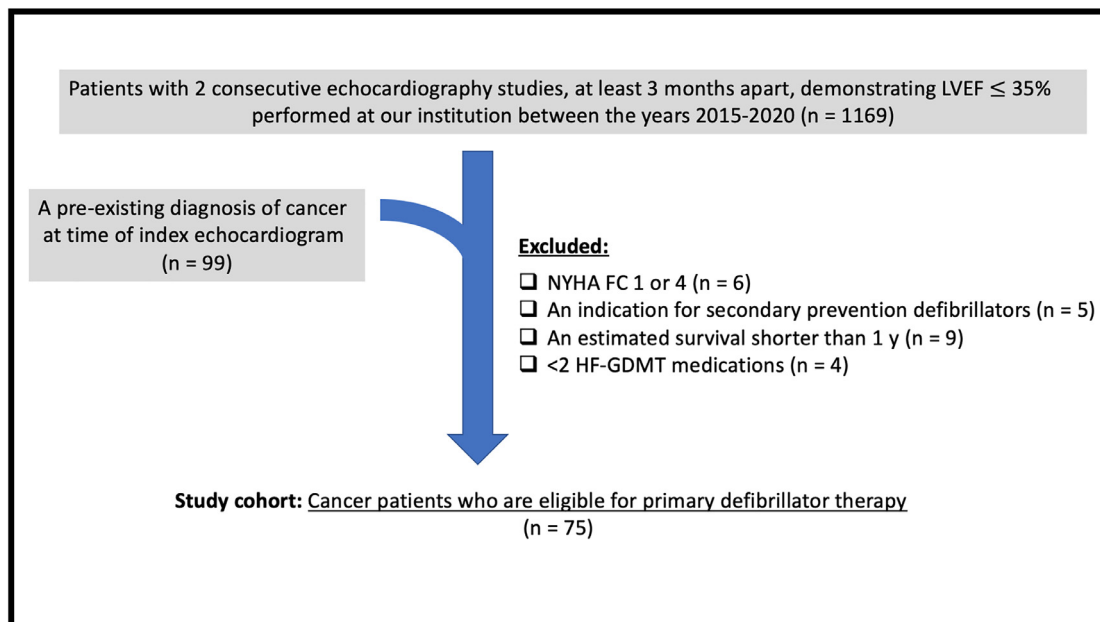 Patients with 2 consecutive echocardiography studies, at least 3 months apart, demonstrating LVEF ≤ 35%
performed at our institution between the years 2015-2020 (n = 1169)
A pre-existing diagnosis of cancer
at time of index echocardiogram
(n = 99)
Excluded:
❑ NYHA FC 1 or 4 (n = 6)
❑ An indication for secondary prevention defibrillators (n = 5)
❑ An estimated survival shorter than 1 y (n = 9)
❑ <2 HF-GDMT medications (n = 4)
Study cohort: Cancer patients who are eligible for primary defibrillator therapy
(n = 75)